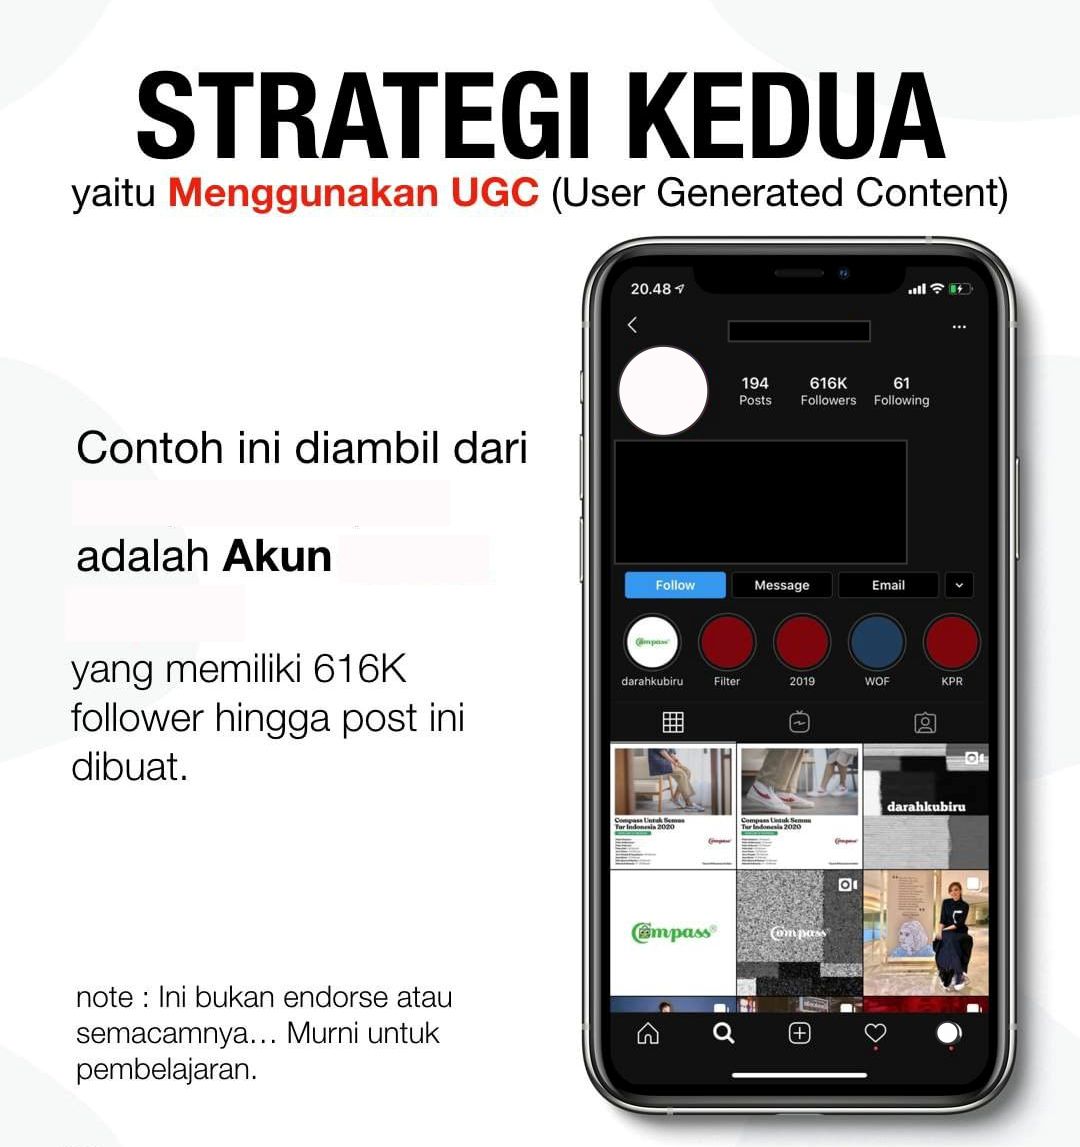 STRATEGI KEDUA
yaitu Menggunakan UGC (User Generated Content)
Contoh ini diambil dari
adalah Akun
yang memiliki 616K
follower hingga post ini
dibuat.
note : Ini bukan endorse atau
semacamnya... Murni untuk
pembelajaran.
20.48
194 616K 61
Posts Followers Following
Follow Message Email
Compass
darahkubiru Filter 2019 WOF KPR
Compass Untuk Semua
Tur Indonesia 2020
Compass
Compass Untuk Semua
Tur Indonesia 2020
Compass
darahkubiru
Compass®
Compass